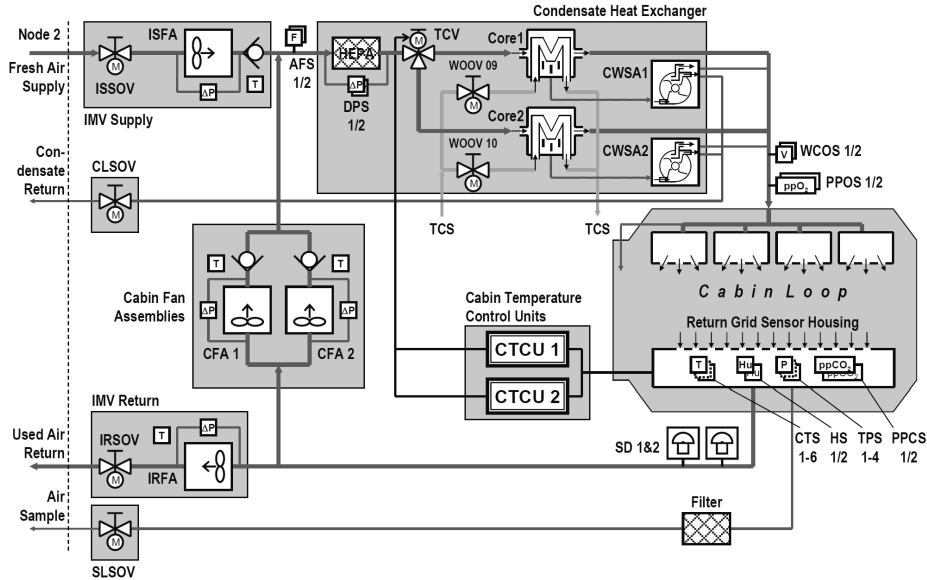 Condensate Heat Exchanger
Node 2
Fresh Air
Supply
ISFA
ISSOV
M
ΔP
T
IMV Supply
F
AFS
1/2
HEPA
ΔP
DPS
1/2
M
TCV
Core1
WOOV 09
M
CWSA1
Core2
WOOV 10
M
CWSA2
V
WCOS 1/2
ppO2
PPOS 1/2
TCS
TCS
Con-
densate
Return
CLSOV
M
Cabin Fan
Assemblies
T
T
ΔP
ΔP
CFA 1
CFA 2
Cabin Temperature
Control Units
CTCU 1
CTCU 2
Cabin Loop
Return Grid Sensor Housing
T
Hu
Hu
P
ppCO2
ppCO2
CTS
1-6
HS
1/2
TPS
1-4
PPCS
1/2
SD 1&2
IMV Return
Used Air
Return
IRSOV
M
T
ΔP
IRFA
Air
Sample
M
SLSOV
Filter